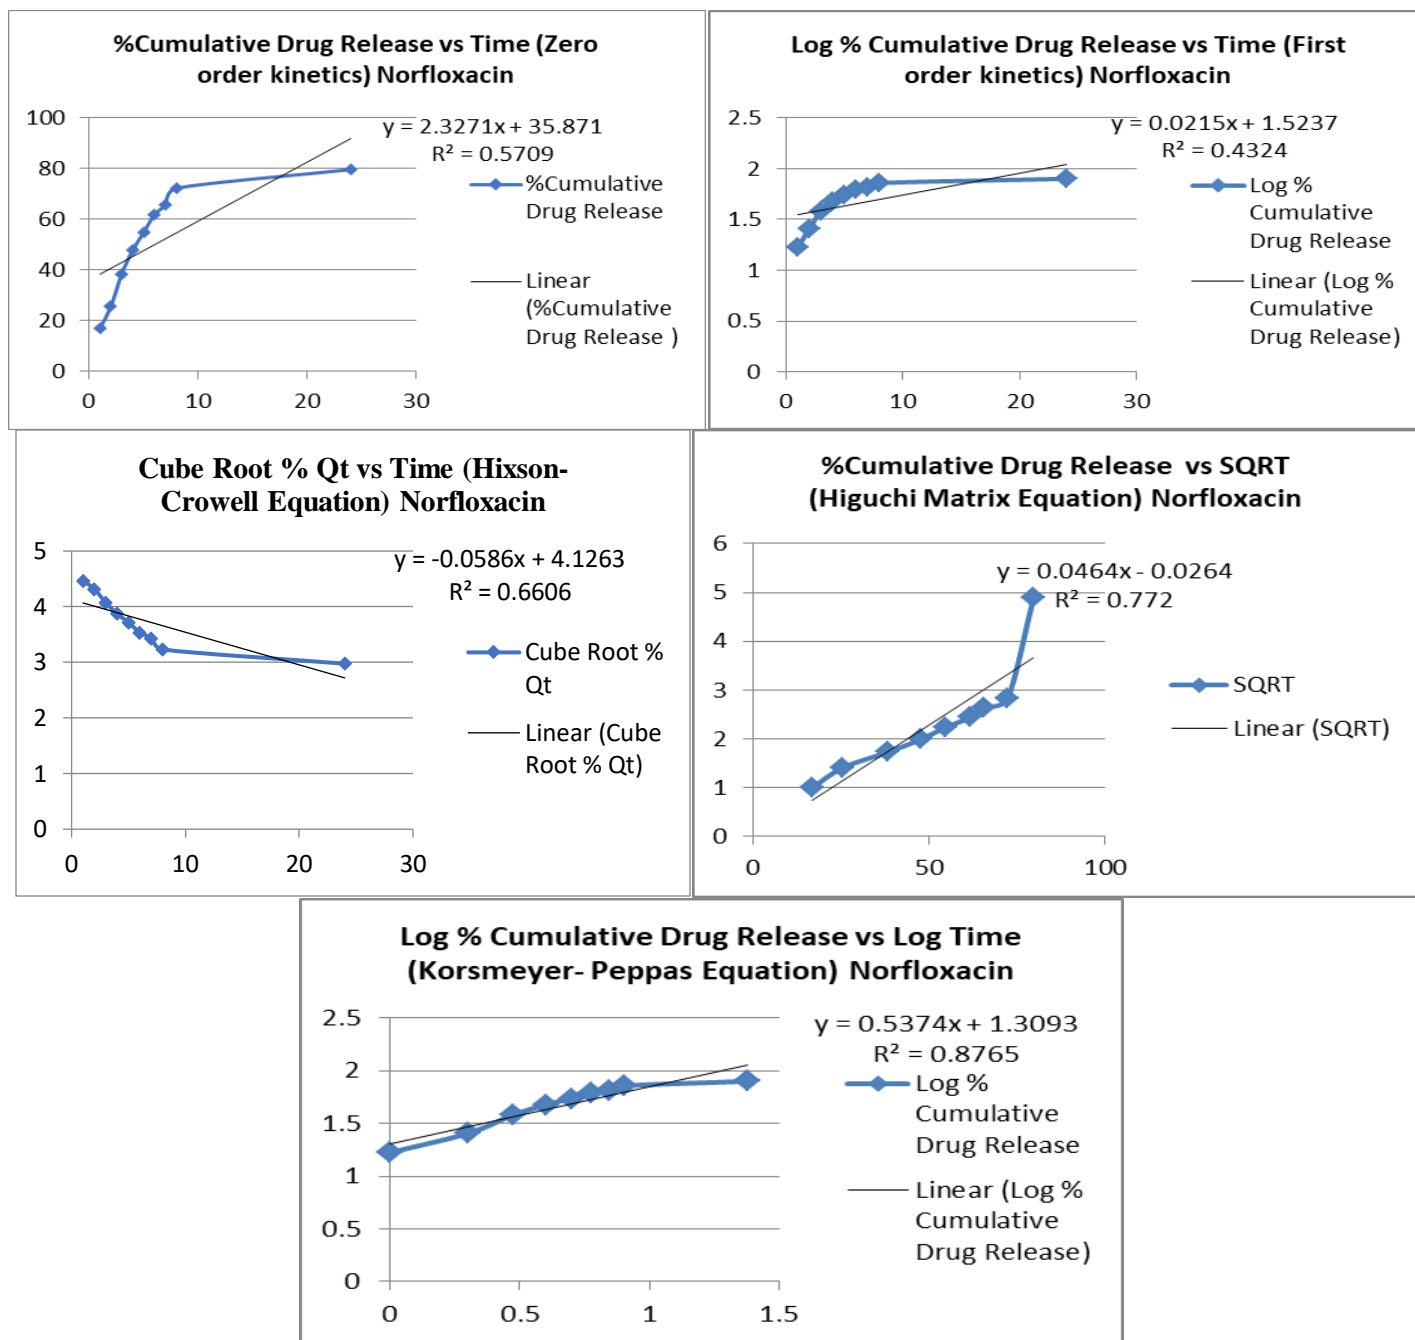 %Cumulative Drug Release vs Time (Zero
order kinetics) Norfloxacin
y = 2.3271x + 35.871
R² = 0.5709
100
80
60
40
20
0
0 10 20 30
%Cumulative
Drug Release
Linear
(%Cumulative
Drug Release )
Log % Cumulative Drug Release vs Time (First
order kinetics) Norfloxacin
y = 0.0215x + 1.5237
R² = 0.4324
2.5
2
1.5
1
0.5
0
0 10 20 30
Log %
Cumulative
Drug Release
Linear (Log %
Cumulative
Drug Release)
Cube Root % Qt vs Time (Hixson-
Crowell Equation) Norfloxacin
y = -0.0586x + 4.1263
R² = 0.6606
5
4
3
2
1
0
0 10 20 30
Cube Root %
Qt
Linear (Cube
Root % Qt)
%Cumulative Drug Release vs SQRT
(Higuchi Matrix Equation) Norfloxacin
y = 0.0464x - 0.0264
R² = 0.772
6
5
4
3
2
1
0
0 50 100
SQRT
Linear (SQRT)
Log % Cumulative Drug Release vs Log Time
(Korsmeyer- Peppas Equation) Norfloxacin
y = 0.5374x + 1.3093
R² = 0.8765
2.5
2
1.5
1
0.5
0
0 0.5 1 1.5
Log %
Cumulative
Drug Release
Linear (Log %
Cumulative
Drug Release)